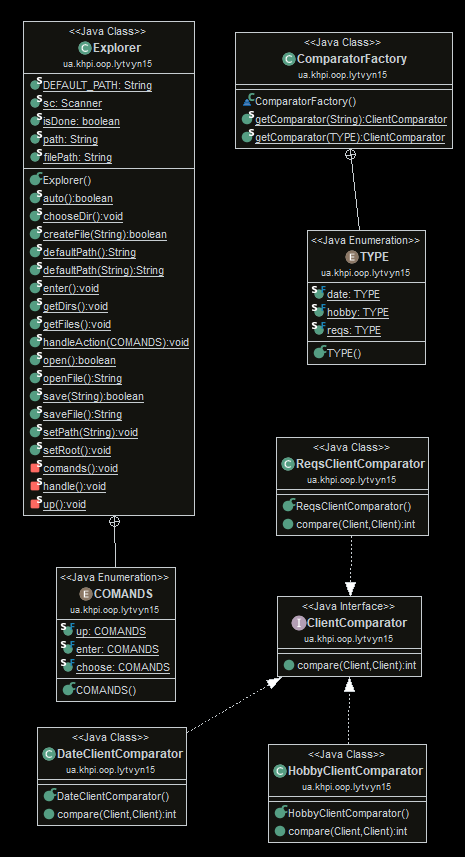 <<Java Class>>
Explorer
ua.khpi.oop.lytvyn15
DEFAULT_PATH: String
sc: Scanner
isDone: boolean
path: String
filePath: String
Explorer()
auto():boolean
chooseDir():void
createFile(String):boolean
defaultPath():String
defaultPath(String):String
enter():void
getDirs():void
getFiles():void
handleAction(COMANDS):void
open():boolean
openFile():String
save(String):boolean
saveFile():String
setPath(String):void
setRoot():void
comands():void
handle():void
up():void
<<Java Enumeration>>
COMANDS
ua.khpi.oop.lytvyn15
up: COMANDS
enter: COMANDS
choose: COMANDS
COMANDS()
<<Java Class>>
ComparatorFactory
ua.khpi.oop.lytvyn15
ComparatorFactory()
getComparator(String):ClientComparator
getComparator(TYPE):ClientComparator
<<Java Enumeration>>
TYPE
ua.khpi.oop.lytvyn15
date: TYPE
hobby: TYPE
reqs: TYPE
TYPE()
<<Java Class>>
ReqsClientComparator
ua.khpi.oop.lytvyn15
ReqsClientComparator()
compare(Client,Client):int
<<Java Interface>>
ClientComparator
ua.khpi.oop.lytvyn15
compare(Client,Client):int
<<Java Class>>
DateClientComparator
ua.khpi.oop.lytvyn15
DateClientComparator()
compare(Client,Client):int
<<Java Class>>
HobbyClientComparator
ua.khpi.oop.lytvyn15
HobbyClientComparator()
compare(Client,Client):int